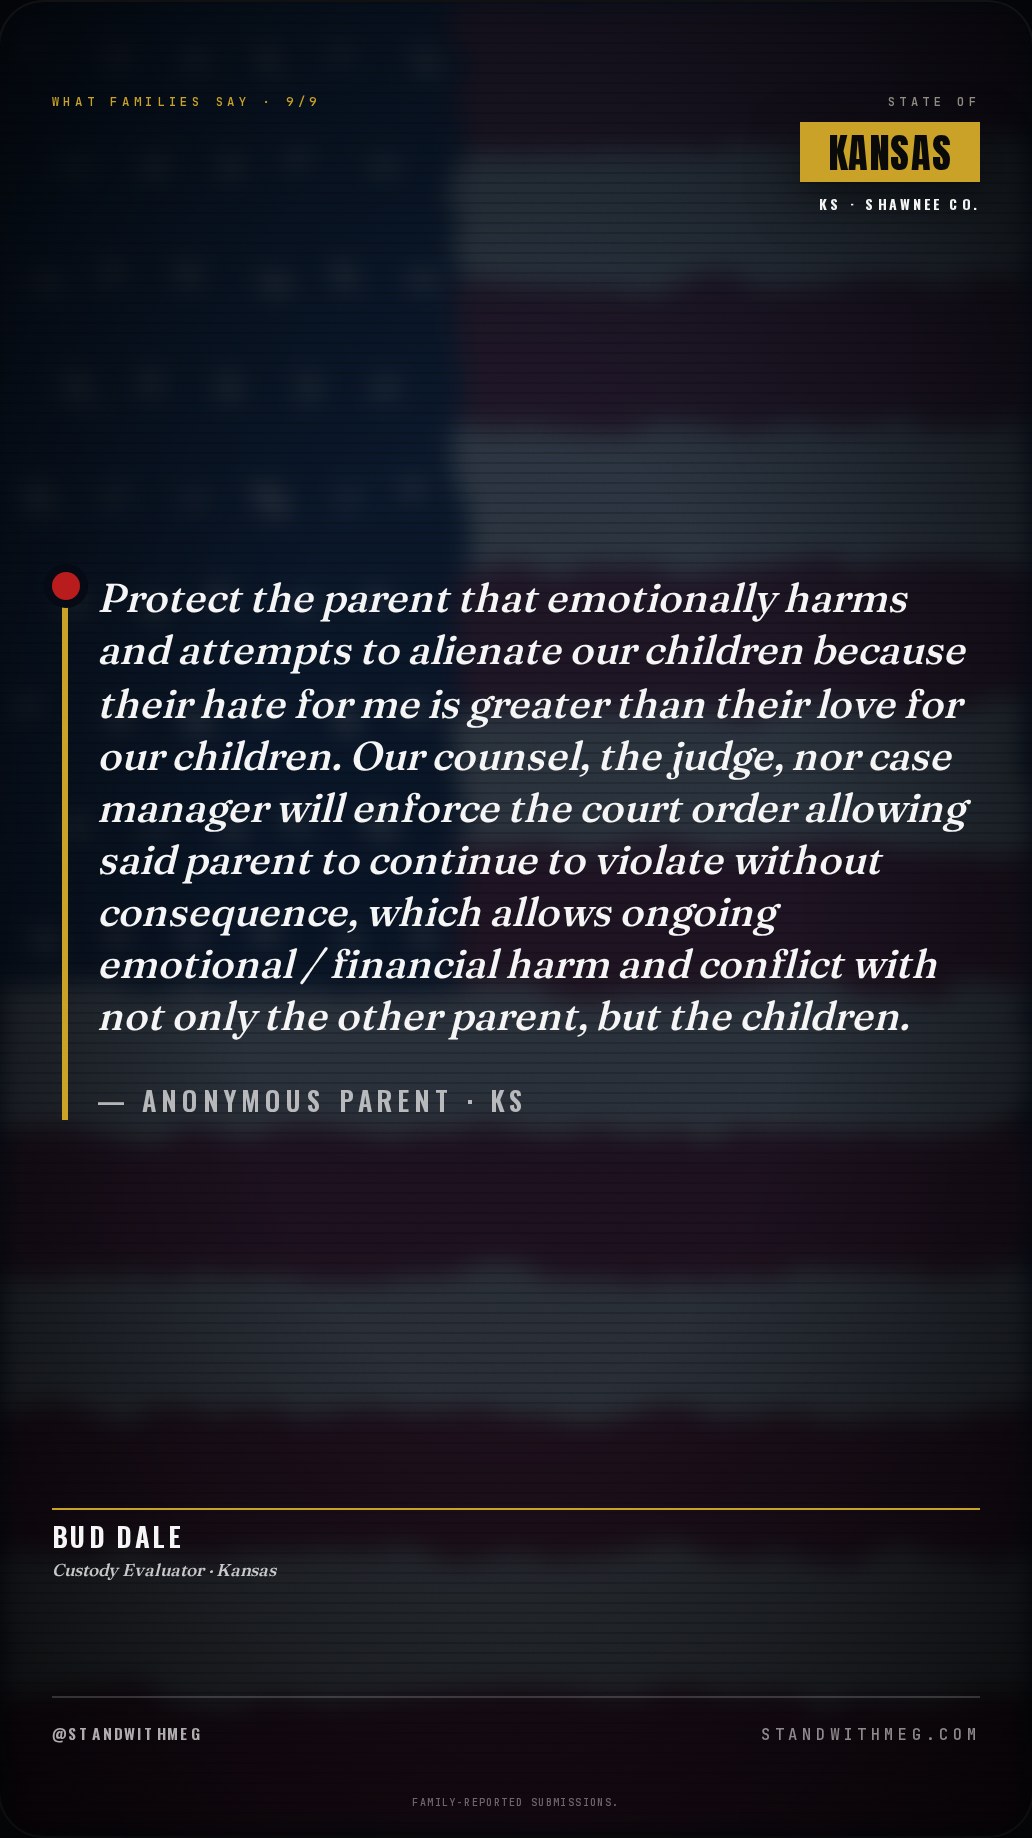 WHAT FAMILIES SAY · 9/9
STATE OF
KANSAS
KS · SHAWNEE CO.
Protect the parent that emotionally harms
and attempts to alienate our children because
their hate for me is greater than their love for
our children. Our counsel, the judge, nor case
manager will enforce the court order allowing
said parent to continue to violate without
consequence, which allows ongoing
emotional / financial harm and conflict with
not only the other parent, but the children.
— ANONYMOUS PARENT · KS
BUD DALE
Custody Evaluator · Kansas
@STANDWITHMEG
STANDWITHMEG.COM
FAMILY-REPORTED SUBMISSIONS.